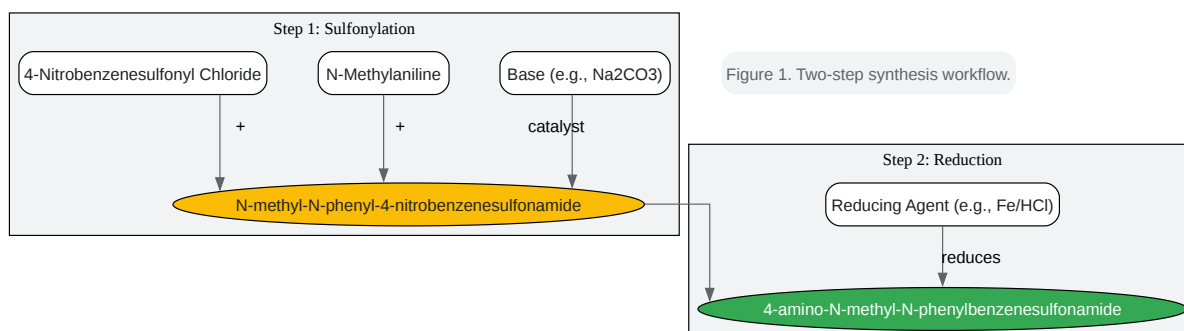 Step 1: Sulfonylation
4-Nitrobenzenesulfonyl Chloride
N-Methylaniline
Base (e.g., Na2CO3)
Figure 1. Two-step synthesis workflow.
+
+
catalyst
N-methyl-N-phenyl-4-nitrobenzenesulfonamide
Step 2: Reduction
Reducing Agent (e.g., Fe/HCl)
reduces
4-amino-N-methyl-N-phenylbenzenesulfonamide